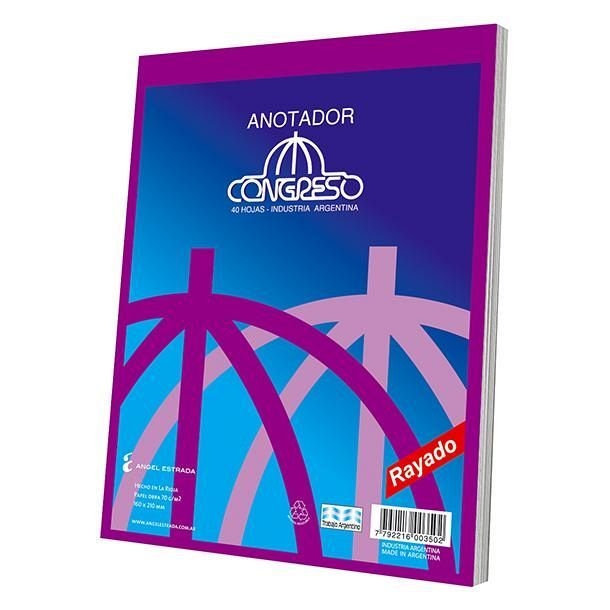 ANOTADOR
CONGRESO
40 HOJAS - INDUSTRIA ARGENTINA
Rayado
ANGEL ESTRADA
HECHO EN LA RIOJA
PAPEL OBRA 70 G/M2
160 X 210 MM
WWW.ANGELESTRADA.COM.AR
Trabajo Argentino
7 792216 003502
INDUSTRIA ARGENTINA
MADE IN ARGENTINA